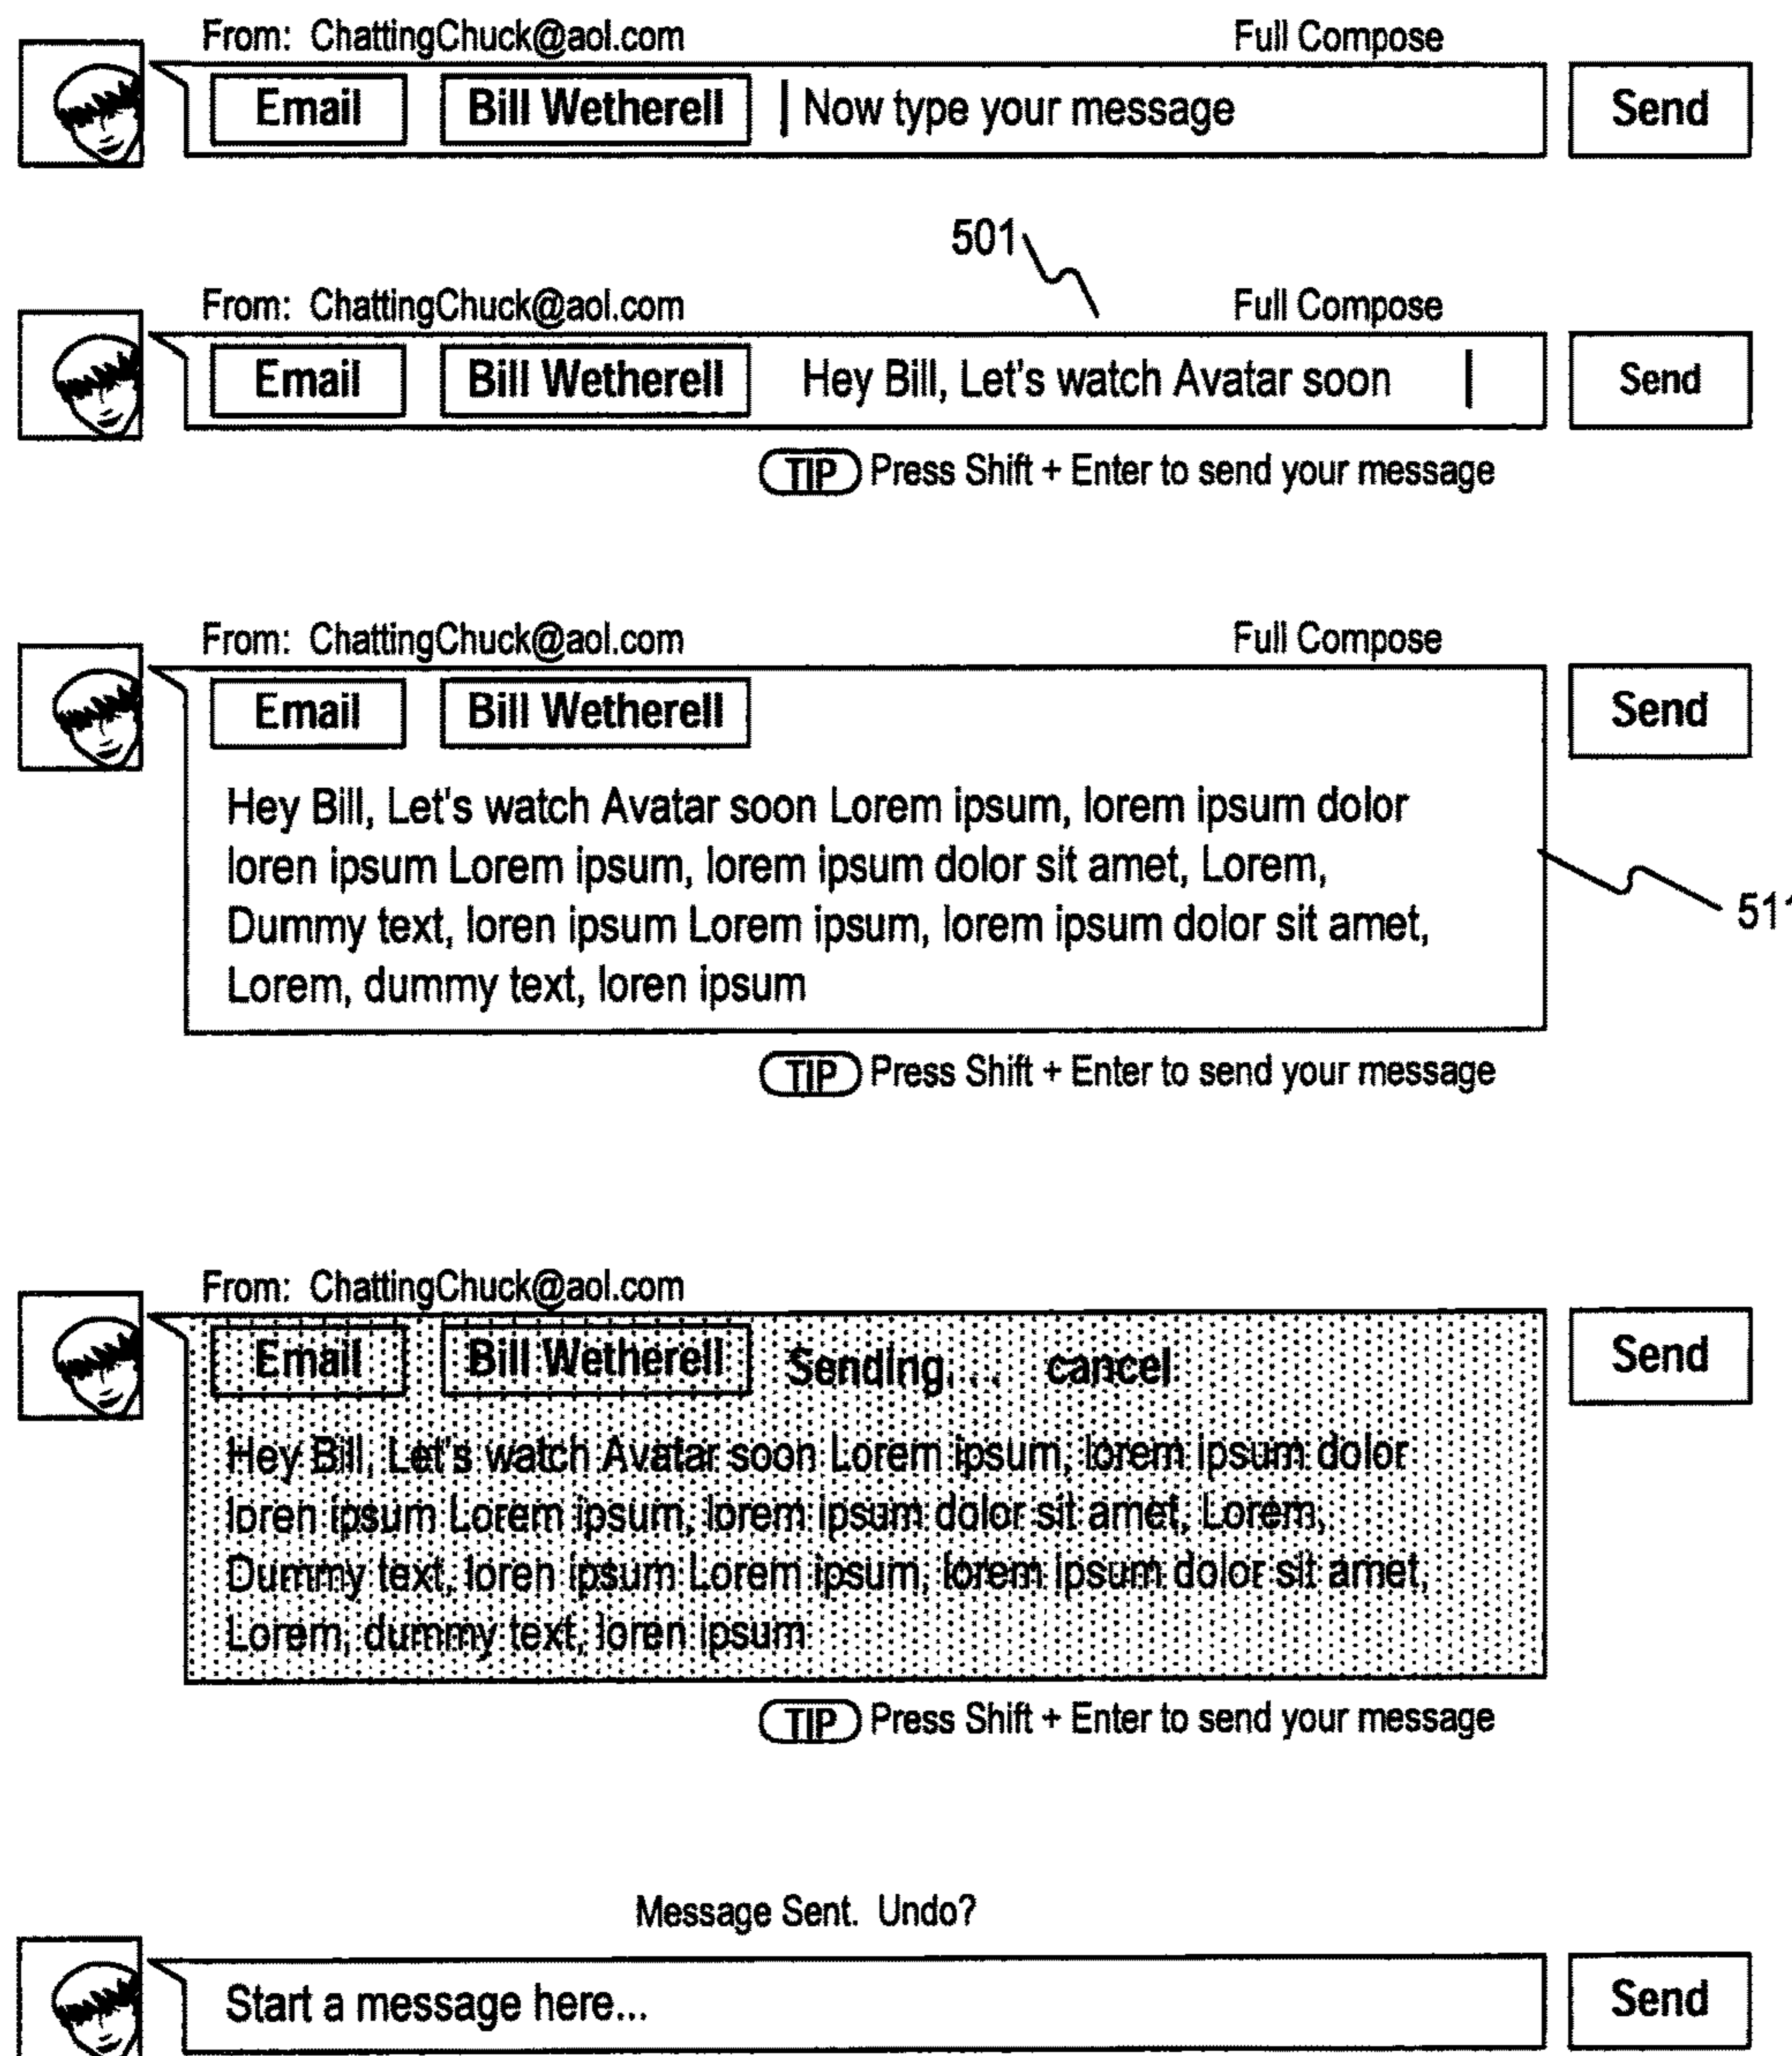 From: ChattingChuck@aol.com Full Compose
Email Bill Wetherell Now type your message Send
501
From: ChattingChuck@aol.com Full Compose
Email Bill Wetherell Hey Bill, Let's watch Avatar soon Send
TIP Press Shift + Enter to send your message
From: ChattingChuck@aol.com Full Compose
Email Bill Wetherell Send
Hey Bill, Let's watch Avatar soon Lorem ipsum, lorem ipsum dolor
loren ipsum Lorem ipsum, lorem ipsum dolor sit amet, Lorem,
Dummy text, loren ipsum Lorem ipsum, lorem ipsum dolor sit amet,
511
Lorem, dummy text, loren ipsum
TIP Press Shift + Enter to send your message
From: ChattingChuck@aol.com
Email Bill Wetherell Sending... cancel Send
Hey Bill, Let's watch Avatar soon Lorem ipsum, lorem ipsum dolor
loren ipsum Lorem ipsum, lorem ipsum dolor sit amet, Lorem,
Dummy text, loren ipsum Lorem ipsum, lorem ipsum dolor sit amet,
Lorem, dummy text, loren ipsum
TIP Press Shift + Enter to send your message
Message Sent. Undo?
Start a message here... Send